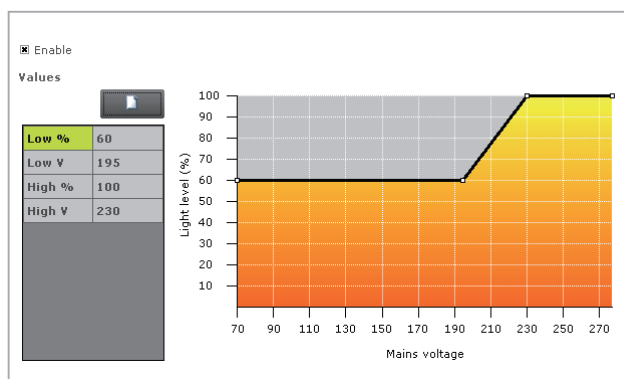 Enable
Values
Low % 60
Low V 195
High % 100
High V 230
Light level (%)
100
90
80
70
60
50
40
30
20
10
70 90 110 130 150 170 190 210 230 250 270
Mains voltage